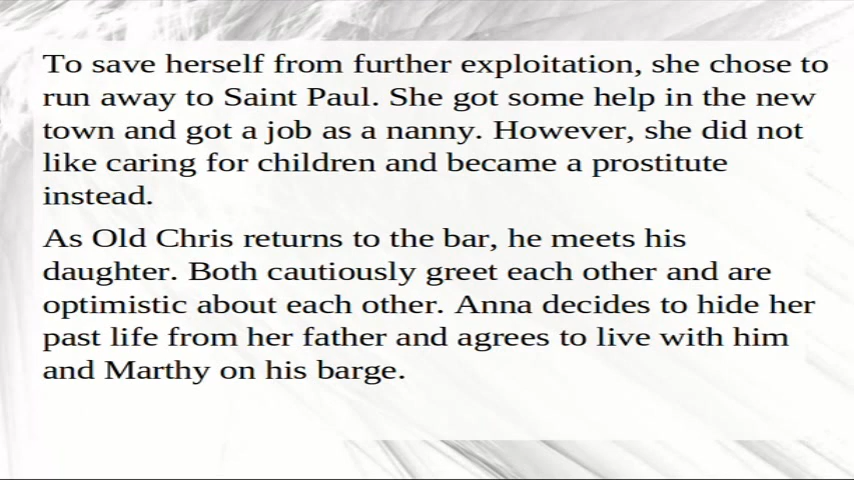 To save herself from further exploitation, she chose to
run away to Saint Paul. She got some help in the new
town and got a job as a nanny. However, she did not
like caring for children and became a prostitute
instead.
As Old Chris returns to the bar, he meets his
daughter. Both cautiously greet each other and are
optimistic about each other. Anna decides to hide her
past life from her father and agrees to live with him
and Marthy on his barge.